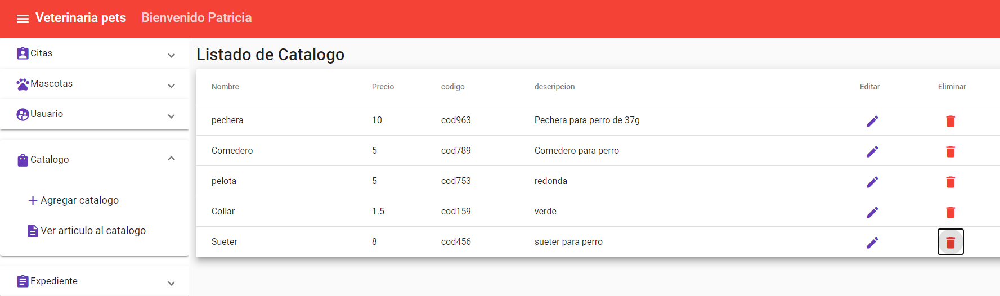 Veterinaria pets Bienvenido Patricia
Citas
Mascotas
Usuario
Catalogo
Agregar catalogo
Ver articulo al catalogo
Expediente
Listado de Catalogo
Nombre Precio codigo descripcion Editar Eliminar
pechera 10 cod963 Pechera para perro de 37g
Comedero 5 cod789 Comedero para perro
pelota 5 cod753 redonda
Collar 1.5 cod159 verde
Sueter 8 cod456 sueter para perro